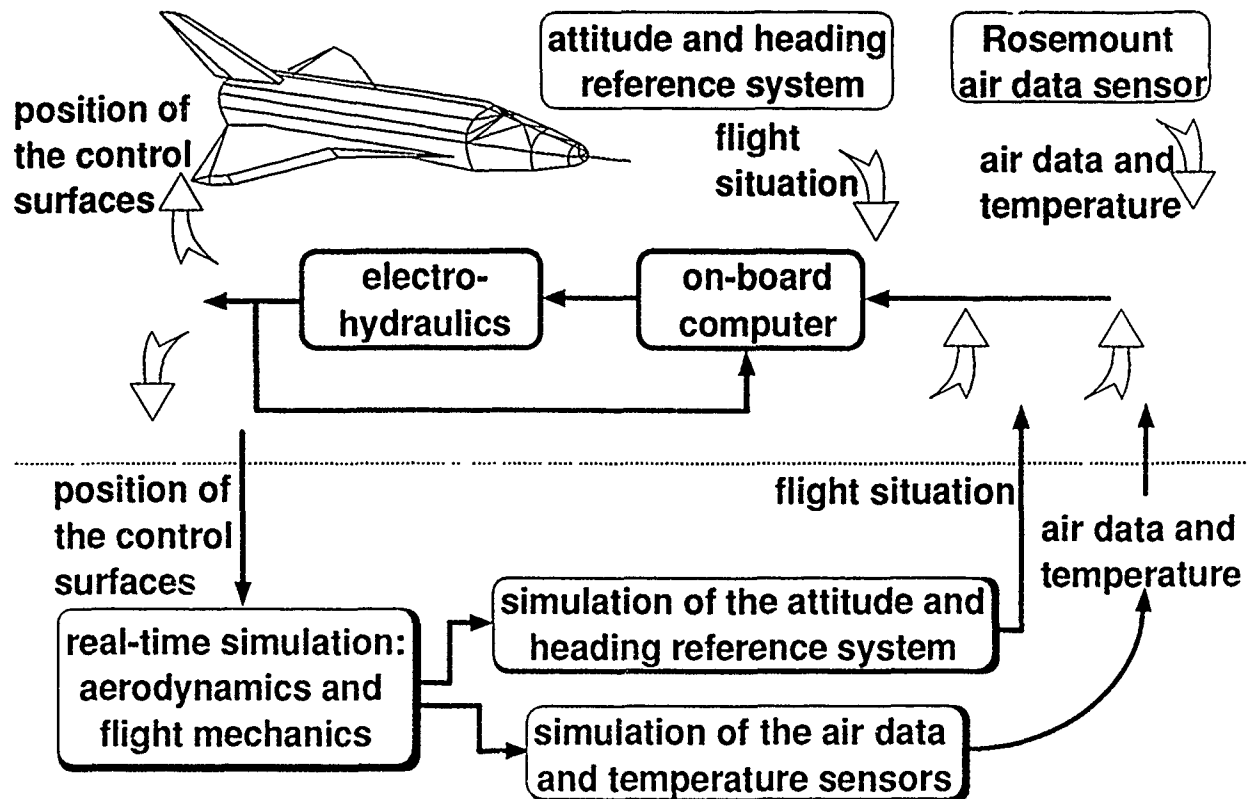 attitude and heading
reference system
Rosemount
air data sensor
position of
the control
surfaces
flight
situation
air data and
temperature
electro-
hydraulics
on-board
computer
position of
the control
surfaces
flight situation
air data and
temperature
real-time simulation:
aerodynamics and
flight mechanics
simulation of the attitude and
heading reference system
simulation of the air data
and temperature sensors